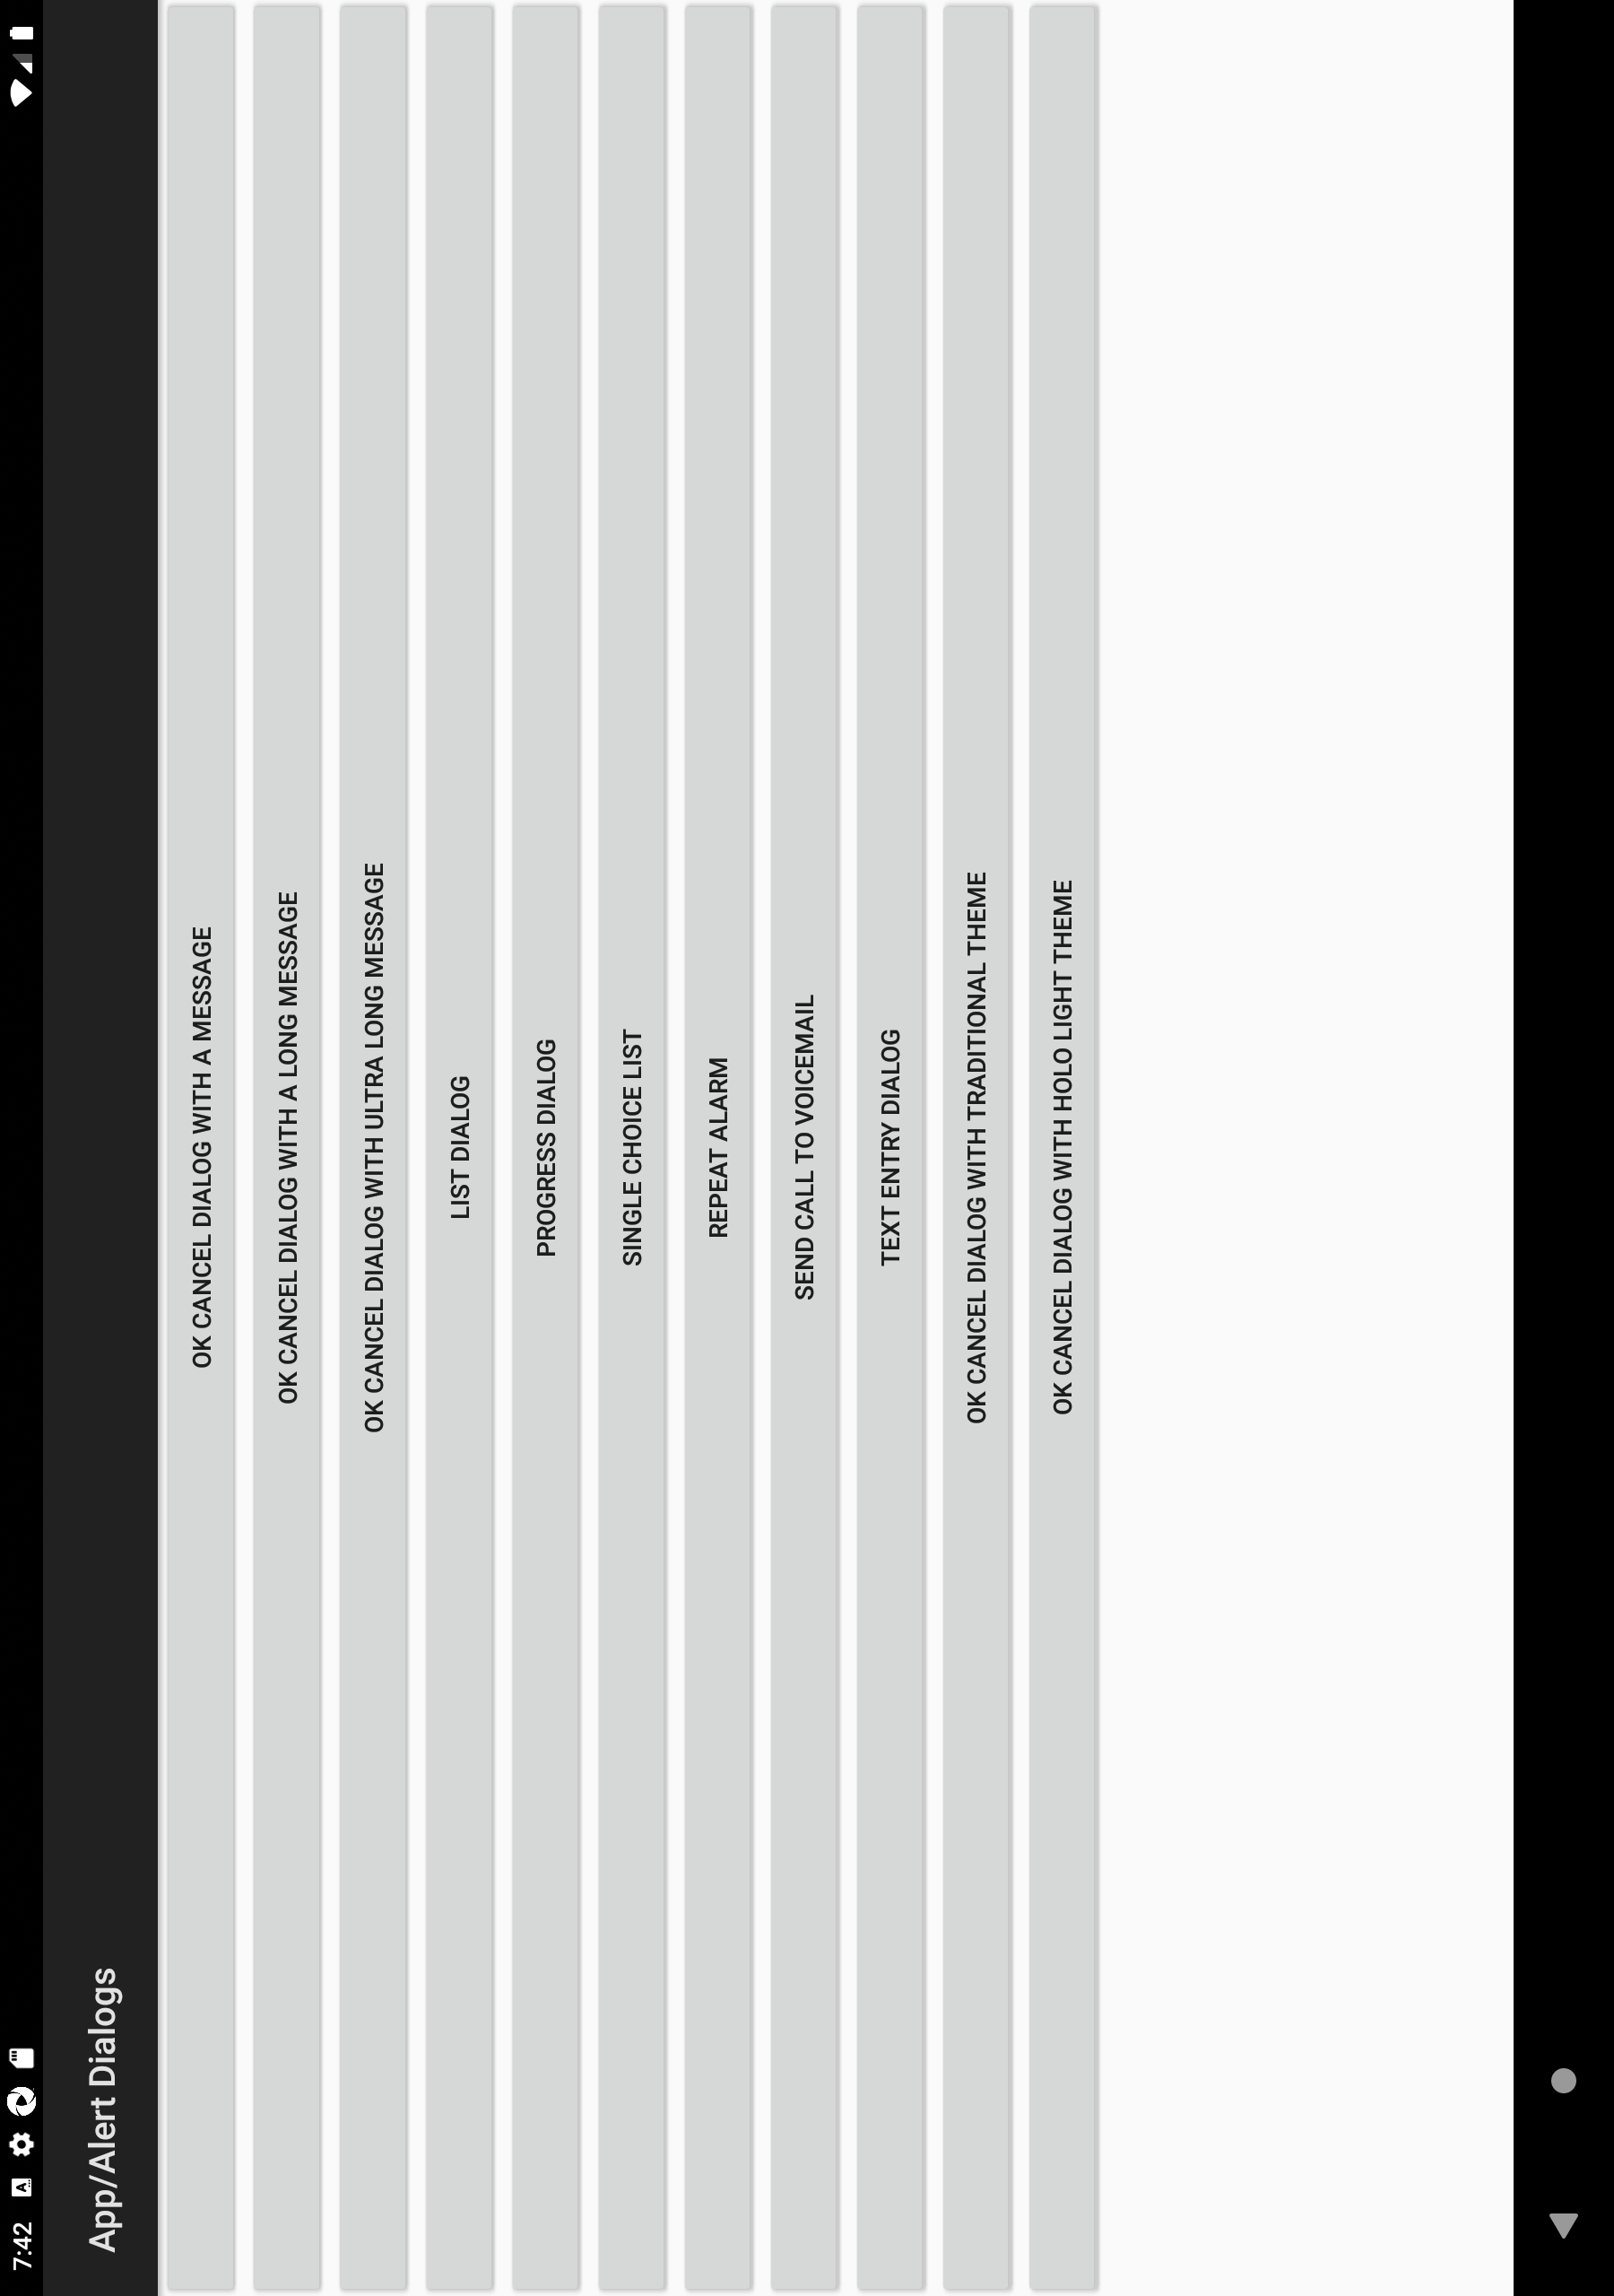 7:42
App/Alert Dialogs
OK CANCEL DIALOG WITH A MESSAGE
OK CANCEL DIALOG WITH A LONG MESSAGE
OK CANCEL DIALOG WITH ULTRA LONG MESSAGE
LIST DIALOG
PROGRESS DIALOG
SINGLE CHOICE LIST
REPEAT ALARM
SEND CALL TO VOICEMAIL
TEXT ENTRY DIALOG
OK CANCEL DIALOG WITH TRADITIONAL THEME
OK CANCEL DIALOG WITH HOLO LIGHT THEME